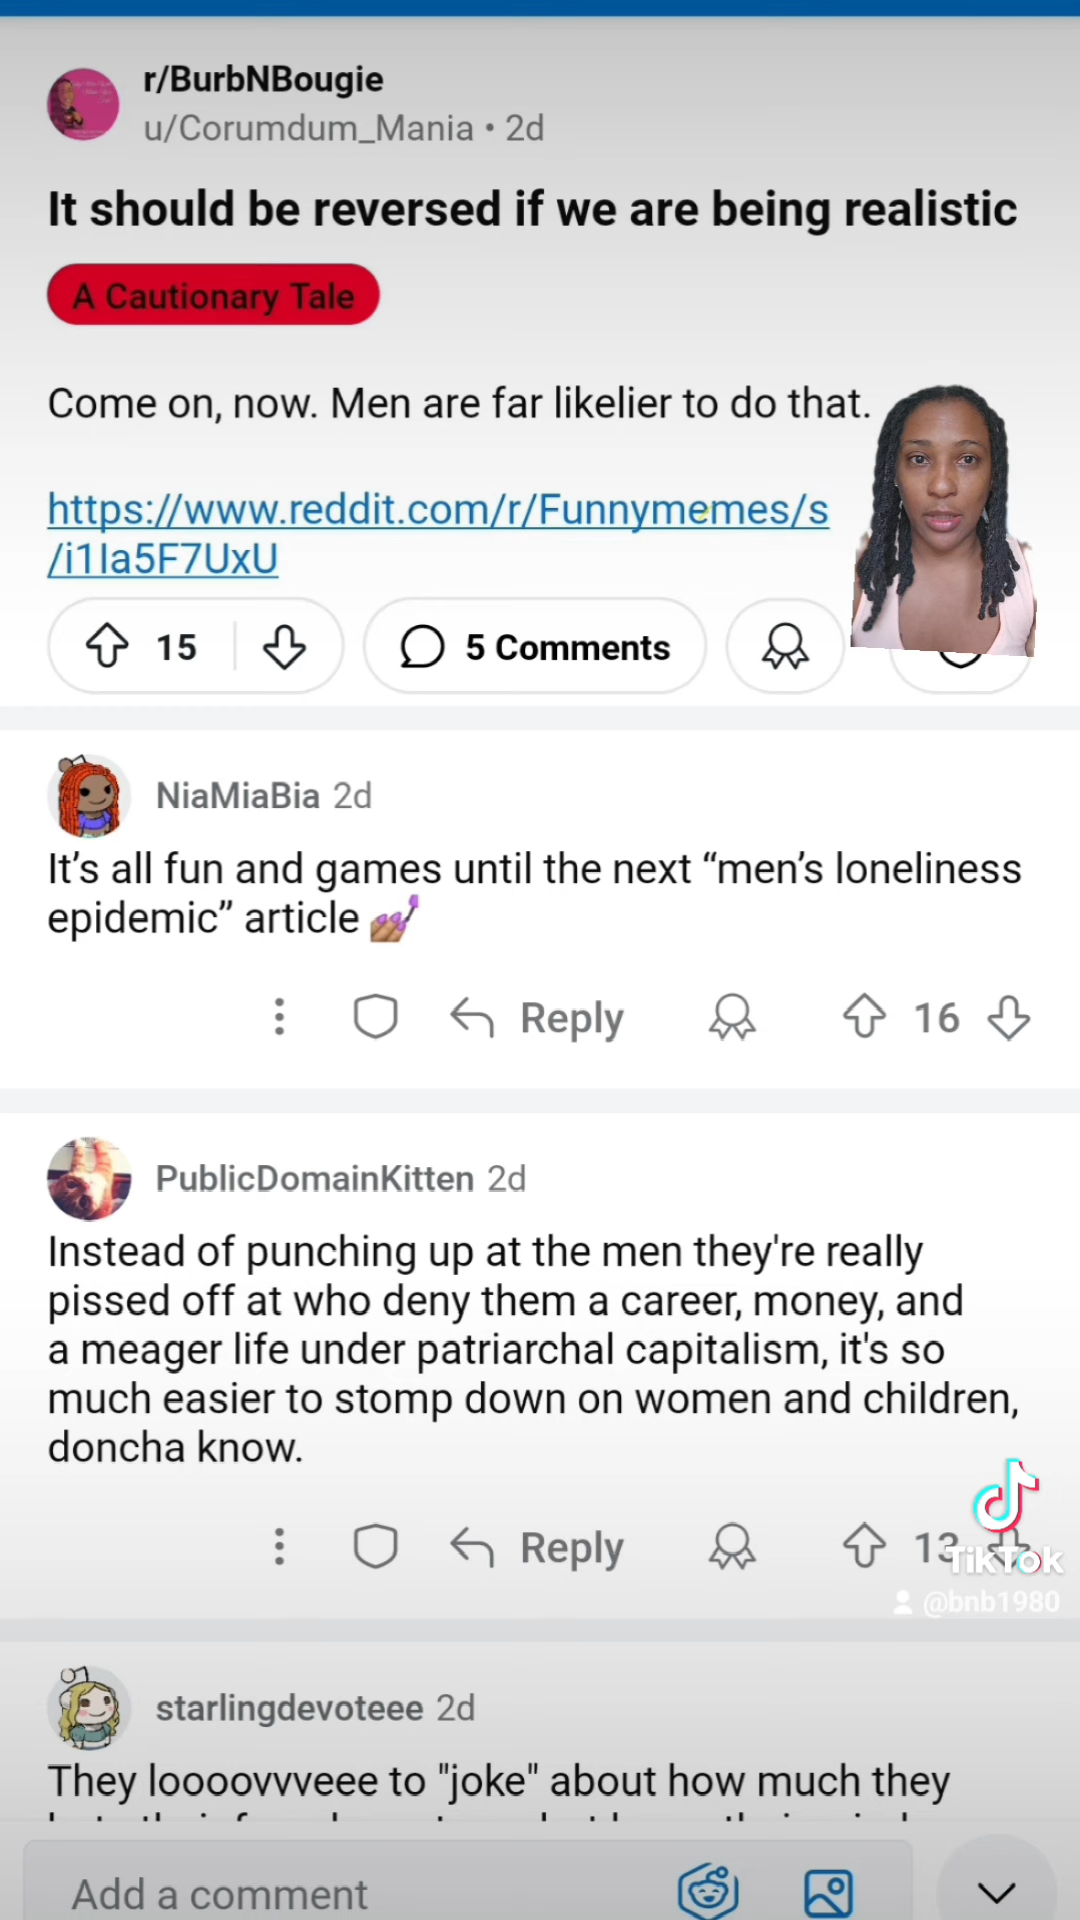 r/BurbNBougie
u/Corumdum_Mania • 2d
It should be reversed if we are being realistic
A Cautionary Tale
Come on, now. Men are far likelier to do that.
https://www.reddit.com/r/Funnymemes/s
/i1Ia5F7UxU
15
5 Comments
NiaMiaBia 2d
It’s all fun and games until the next “men’s loneliness
epidemic” article 💅🏽
Reply
16
PublicDomainKitten 2d
Instead of punching up at the men they're really
pissed off at who deny them a career, money, and
a meager life under patriarchal capitalism, it's so
much easier to stomp down on women and children,
doncha know.
Reply
13
TikTok
@bnb1980
starlingdevoteee 2d
They loooovvveee to "joke" about how much they
Add a comment